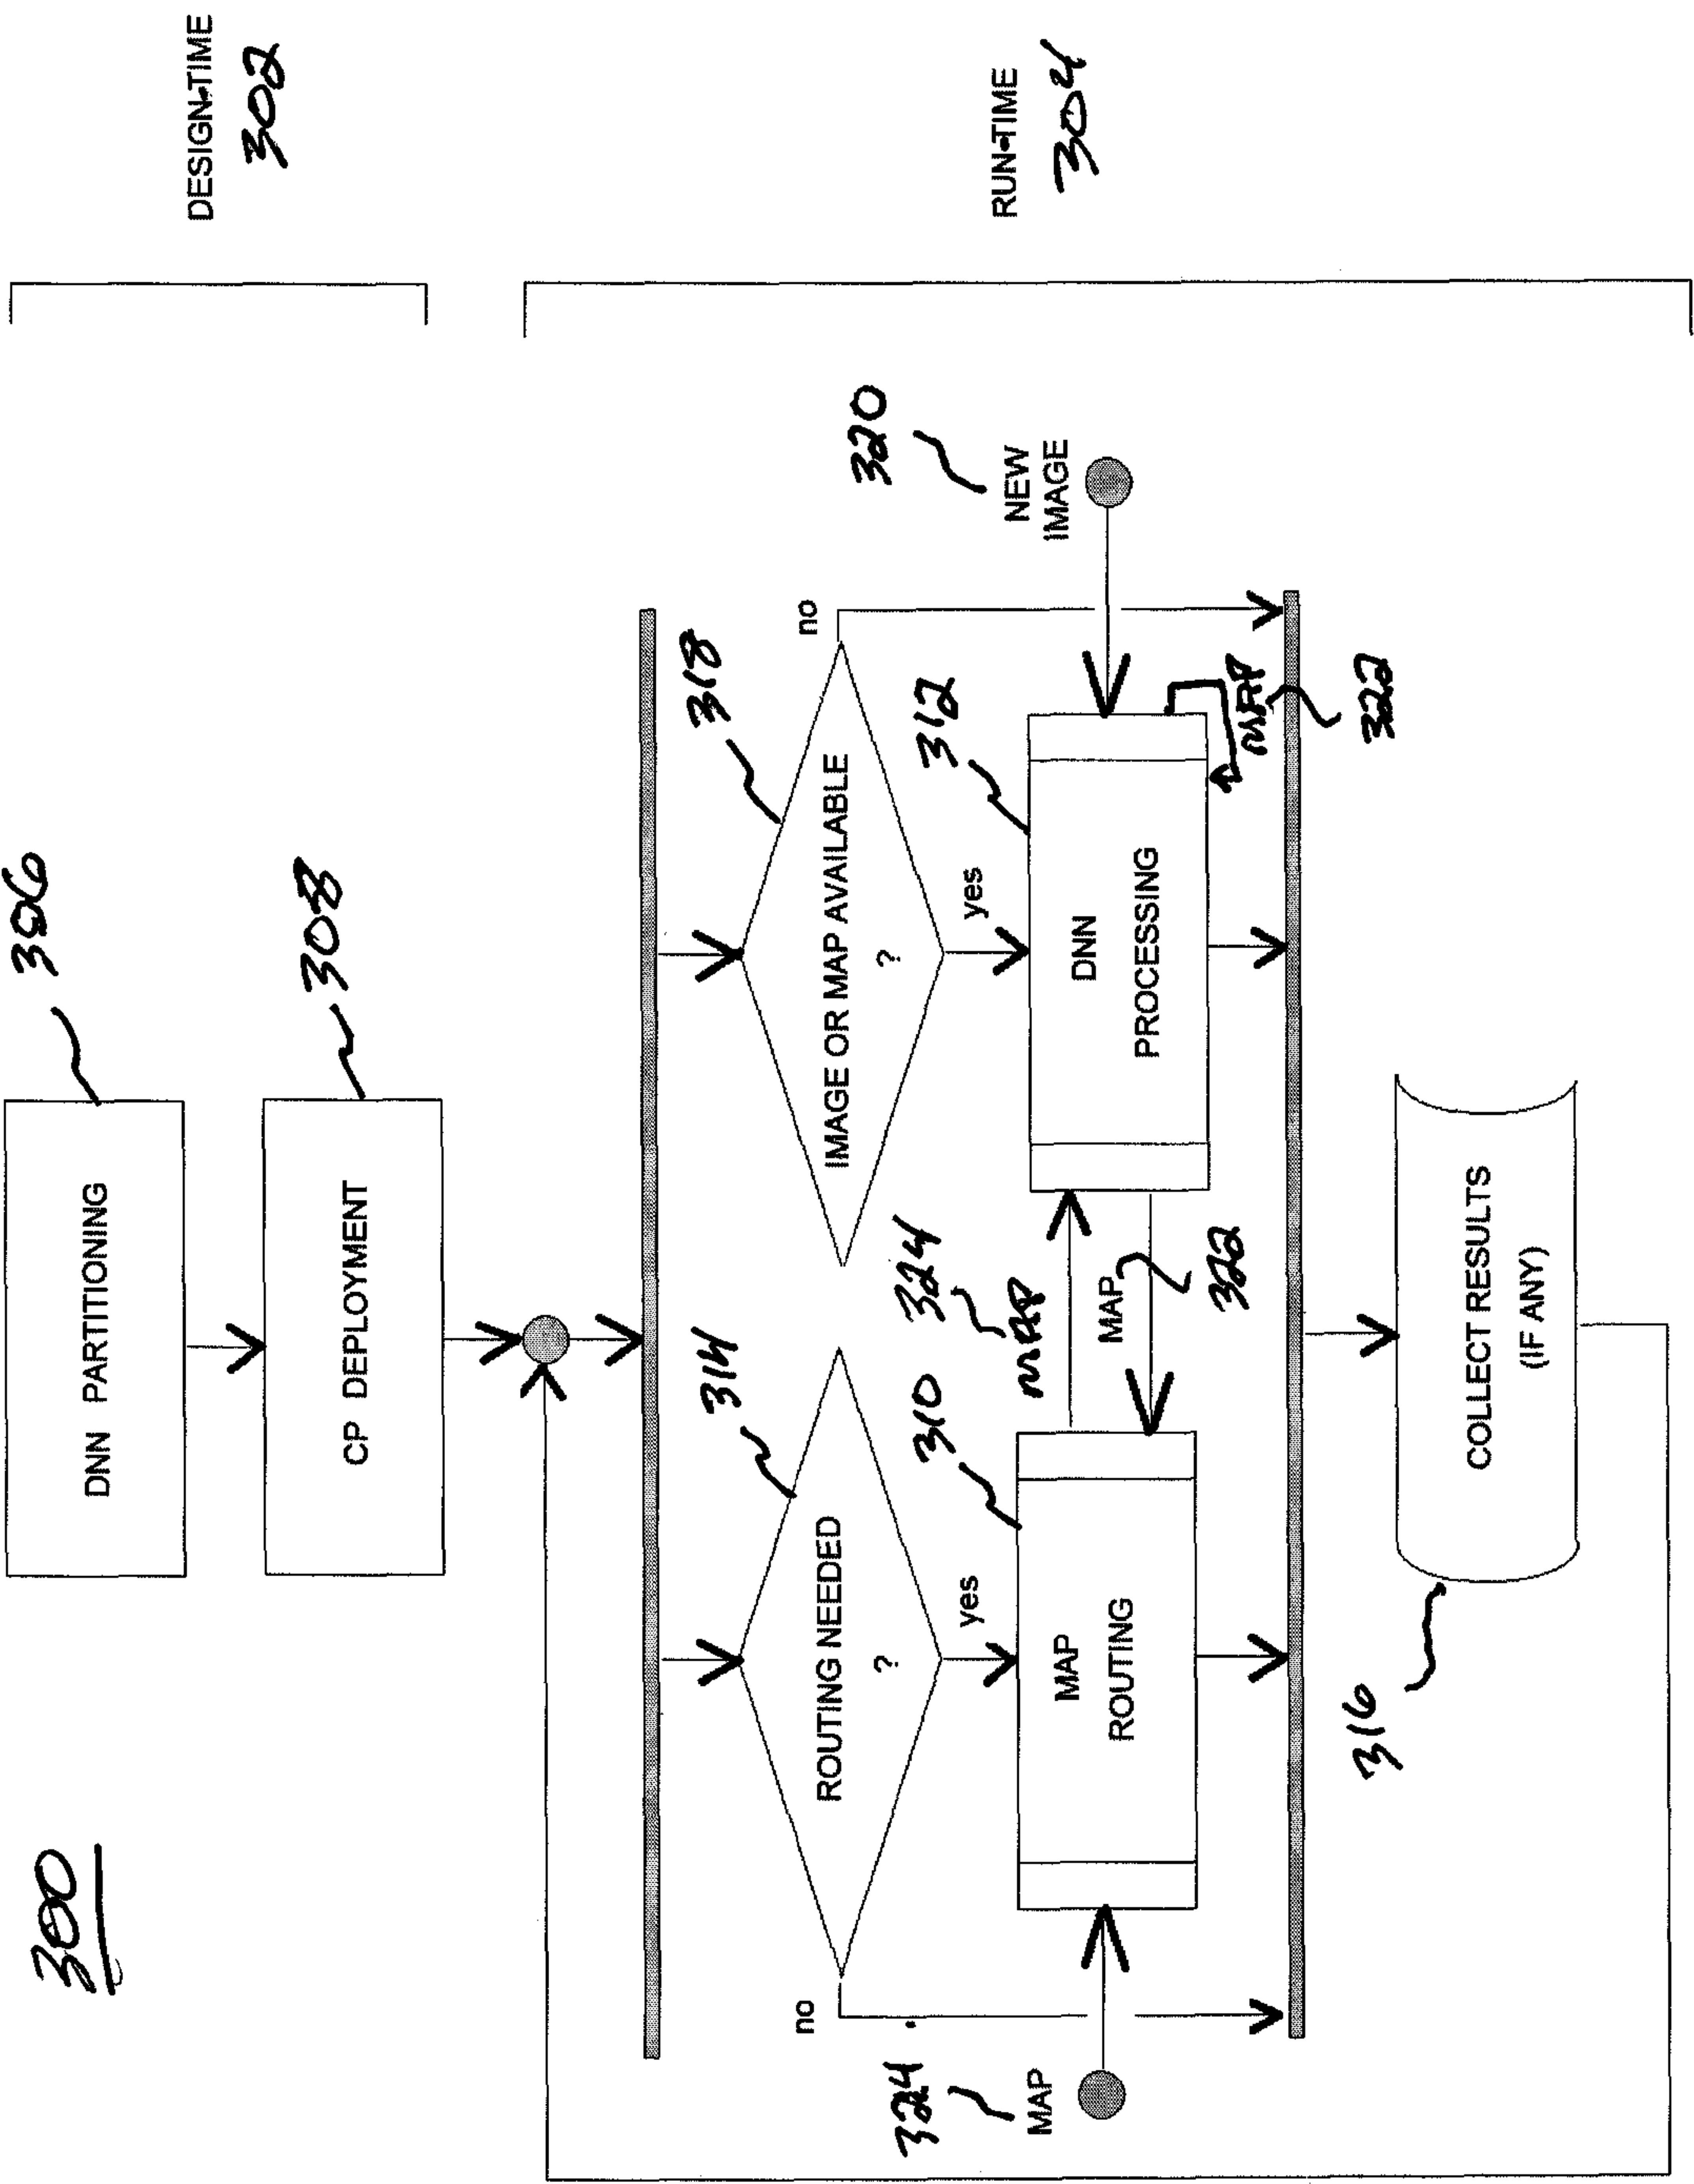 300
306
DNN PARTITIONING
DESIGN-TIME
302
308
CP DEPLOYMENT
314
318
ROUTING NEEDED
?
no
yes
IMAGE OR MAP AVAILABLE
?
no
yes
RUN-TIME
304
324
MAP
310
MAP
ROUTING
324
MAP
MAP
322
312
DNN
PROCESSING
320
NEW
IMAGE
MAP
322
316
COLLECT RESULTS
(IF ANY)